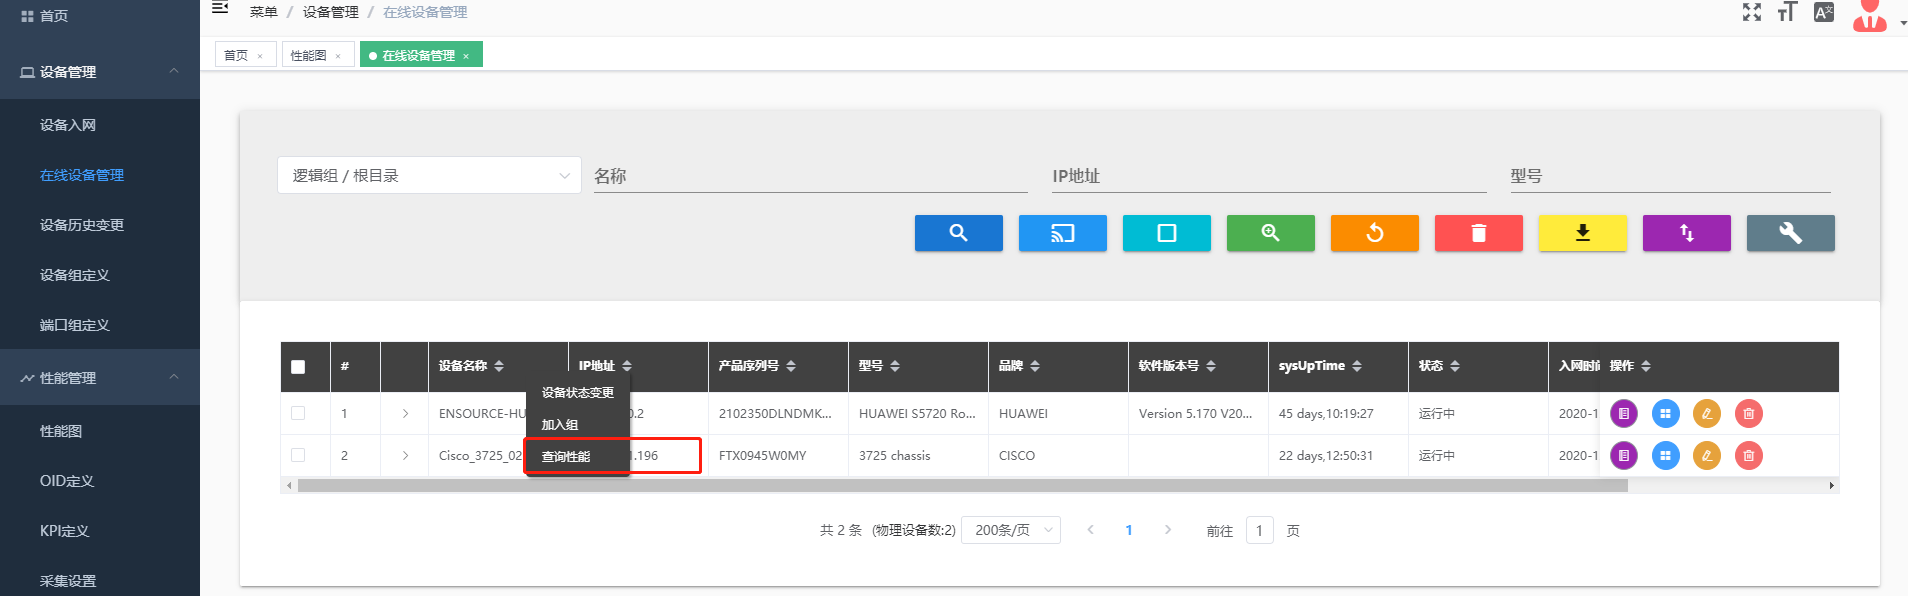 首页
设备管理
设备入网
在线设备管理
设备历史变更
设备组定义
端口组定义
性能管理
性能图
OID定义
KPI定义
采集设置
菜单 / 设备管理 / 在线设备管理
首页 × 性能图 × 在线设备管理 ×
逻辑组 / 根目录 名称 IP地址 型号
# 设备名称 IP地址 产品序列号 型号 品牌 软件版本号 sysUpTime 状态 入网时间 操作
1 ENSOURCE-HU 0.2 2102350DLNDMK... HUAWEI S5720 Ro... HUAWEI Version 5.170 V20... 45 days,10:19:27 运行中 2020-1
2 Cisco_3725_02 1.196 FTX0945W0MY 3725 chassis CISCO 22 days,12:50:31 运行中 2020-1
设备状态变更
加入组
查询性能
共 2 条 (物理设备数:2) 200条/页 1 前往 1 页